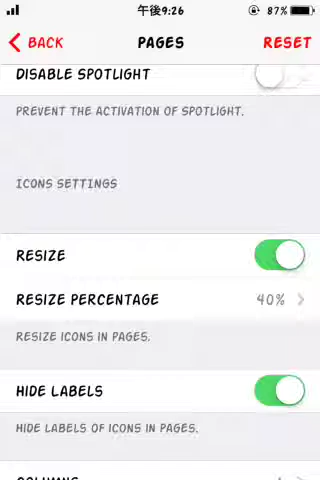 午後9:26
87%
BACK
PAGES
RESET
DISABLE SPOTLIGHT
PREVENT THE ACTIVATION OF SPOTLIGHT.
ICONS SETTINGS
RESIZE
RESIZE PERCENTAGE
40%
RESIZE ICONS IN PAGES.
HIDE LABELS
HIDE LABELS OF ICONS IN PAGES.
COLUMNS